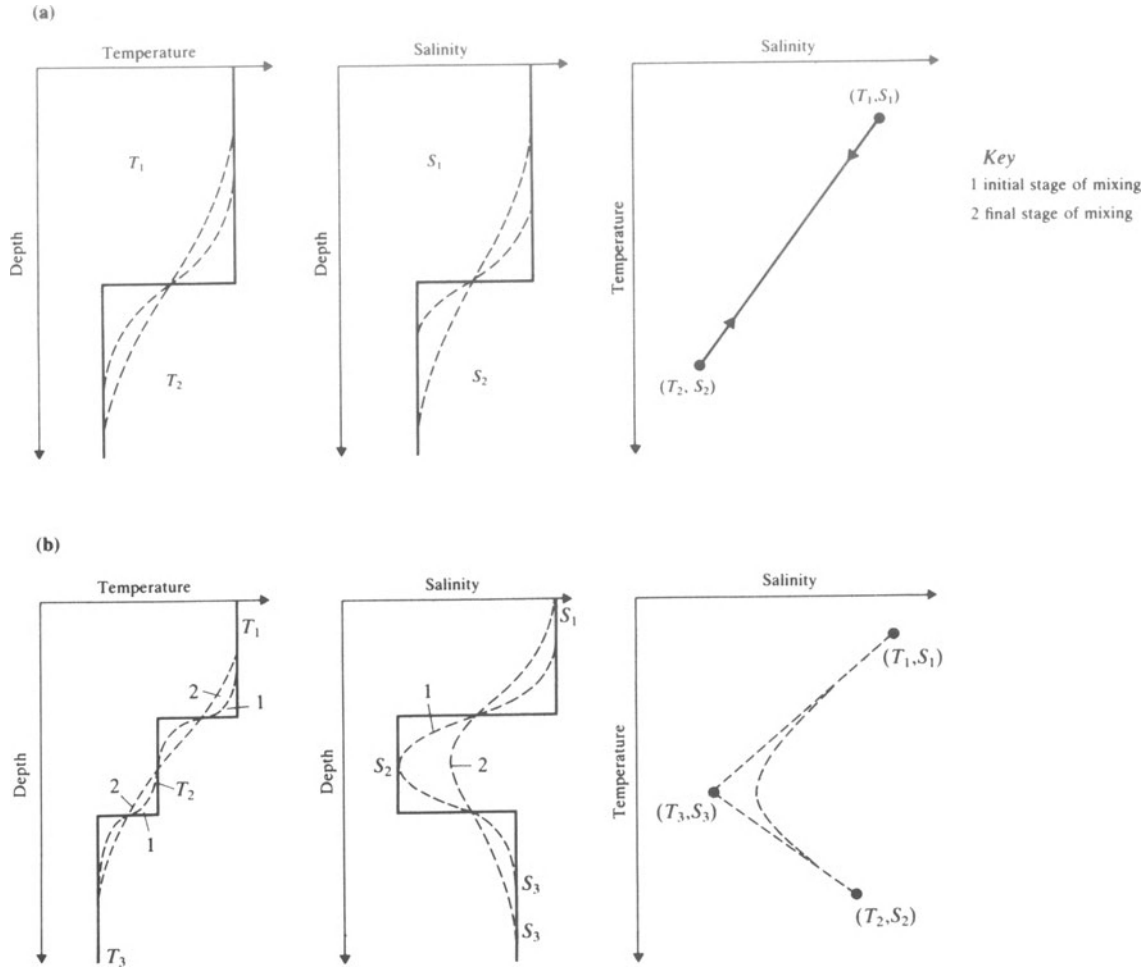 (a)
Temperature
Salinity
Salinity
Depth
T₁
T₂
Depth
S₁
S₂
Temperature
(T₁,S₁)
(T₂, S₂)
Key
1 initial stage of mixing
2 final stage of mixing
(b)
Temperature
Salinity
Salinity
Depth
T₁
2
1
T₂
2
1
T₃
Depth
S₁
1
S₂
2
S₃
S₃
Temperature
(T₁,S₁)
(T₃,S₃)
(T₂,S₂)